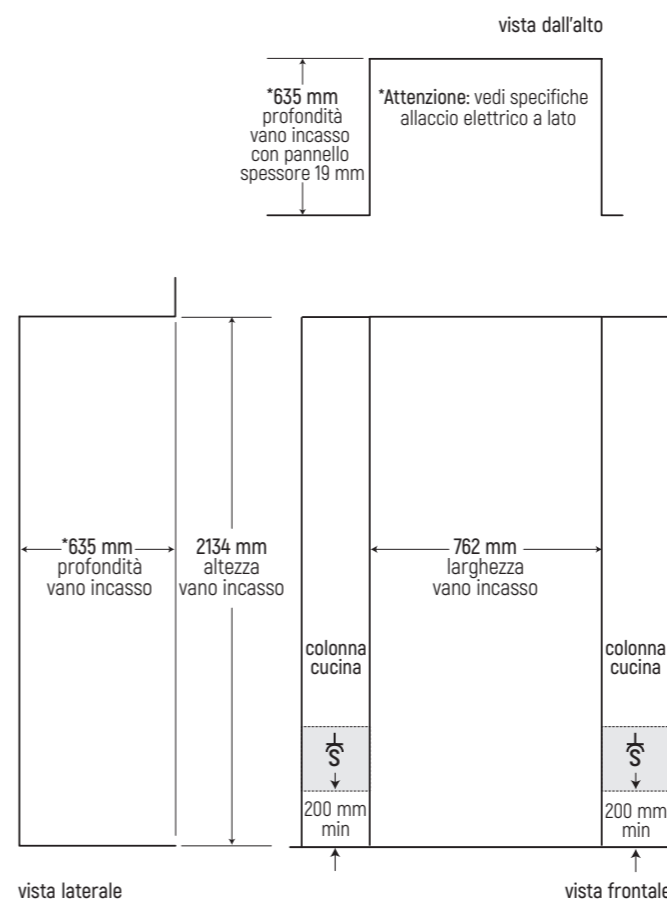 vista dall'alto
*635 mm
profondità
vano incasso
con pannello
spessore 19 mm
*Attenzione: vedi specifiche
allaccio elettrico a lato
*635 mm
profondità
vano incasso
2134 mm
altezza
vano incasso
762 mm
larghezza
vano incasso
colonna
cucina
S
200 mm
min
colonna
cucina
S
200 mm
min
vista laterale
vista frontale